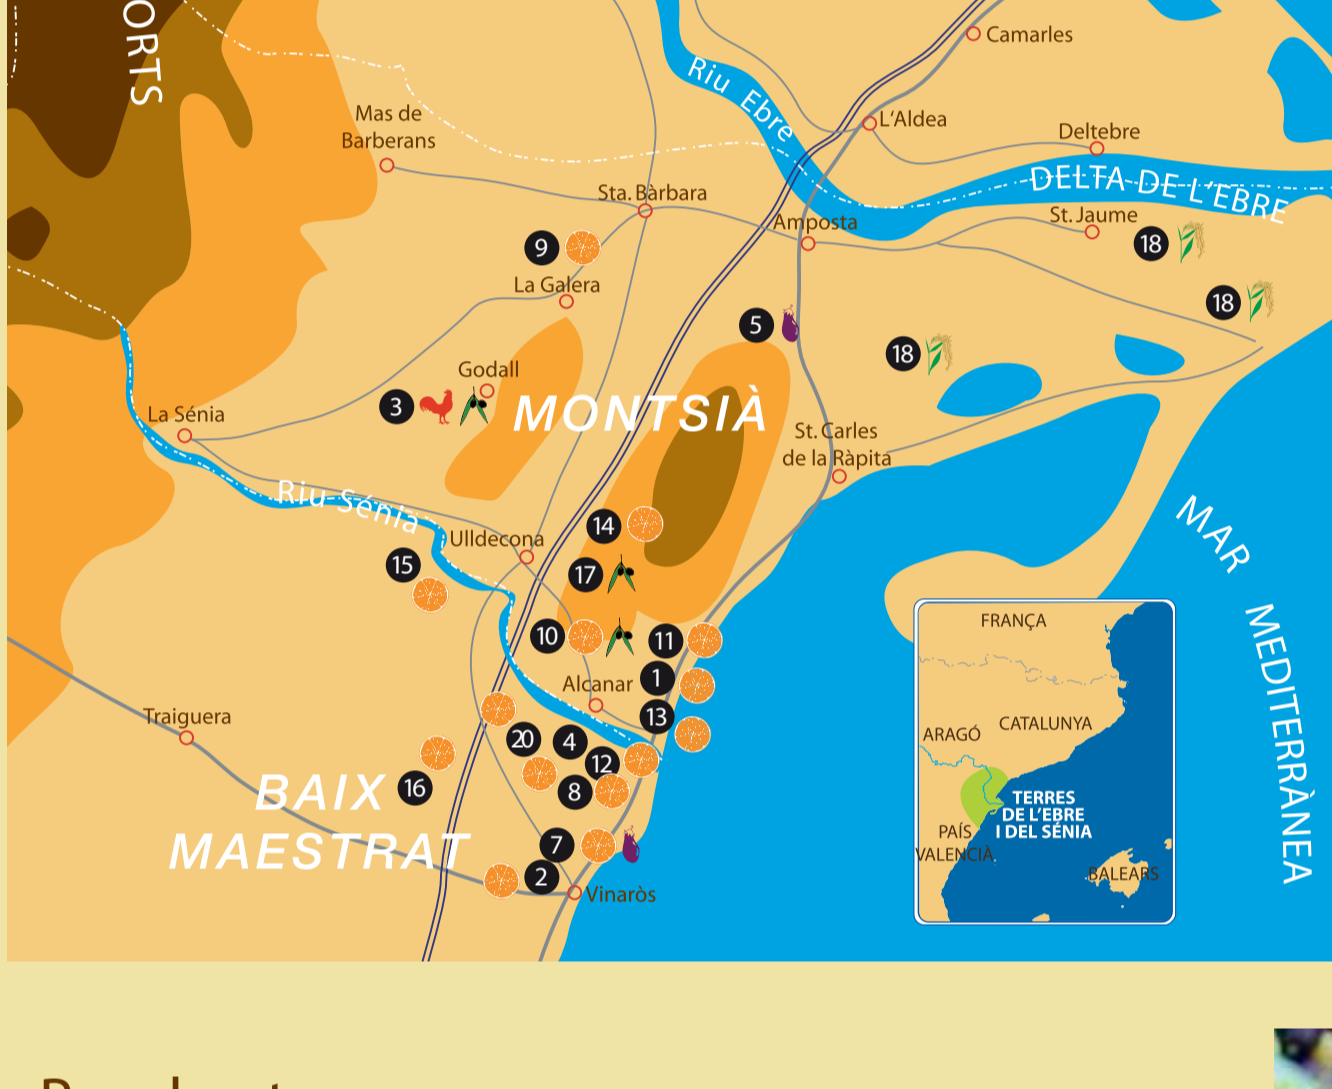 ORTS
Camarles
Riu Ebre
Mas de
Barberans
L'Aldea
Deltebre
DELTA DE L'EBRE
Sta. Bàrbara
Amposta
St. Jaume
18
9
La Galera
18
5
18
Godall
3
MONTSIÀ
La Sénia
St. Carles
de la Ràpita
Riu Sénia
14
Ulldecona
15
17
MAR MEDITERRÀNEA
10
11
Alcanar
1
13
Traiguera
20
4
12
16
8
BAIX
MAESTRAT
7
2
Vinaròs
FRANÇA
CATALUNYA
ARAGÓ
TERRES
DE L'EBRE
I DEL SÉNIA
PAÍS
VALENCIÀ
BALEARS